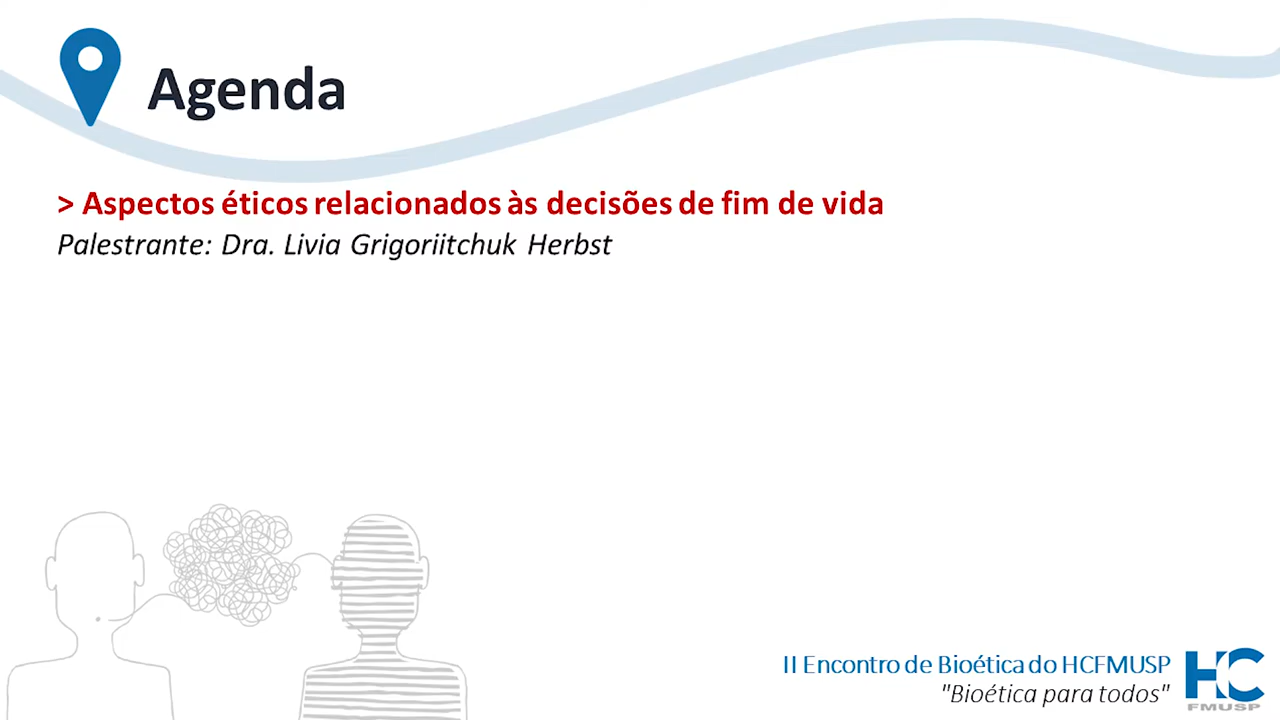 Agenda
> Aspectos éticos relacionados às decisões de fim de vida
Palestrante: Dra. Livia Grigoriitchuk Herbst
II Encontro de Bioética do HCFMUSP
"Bioética para todos"
HC
FMUSP